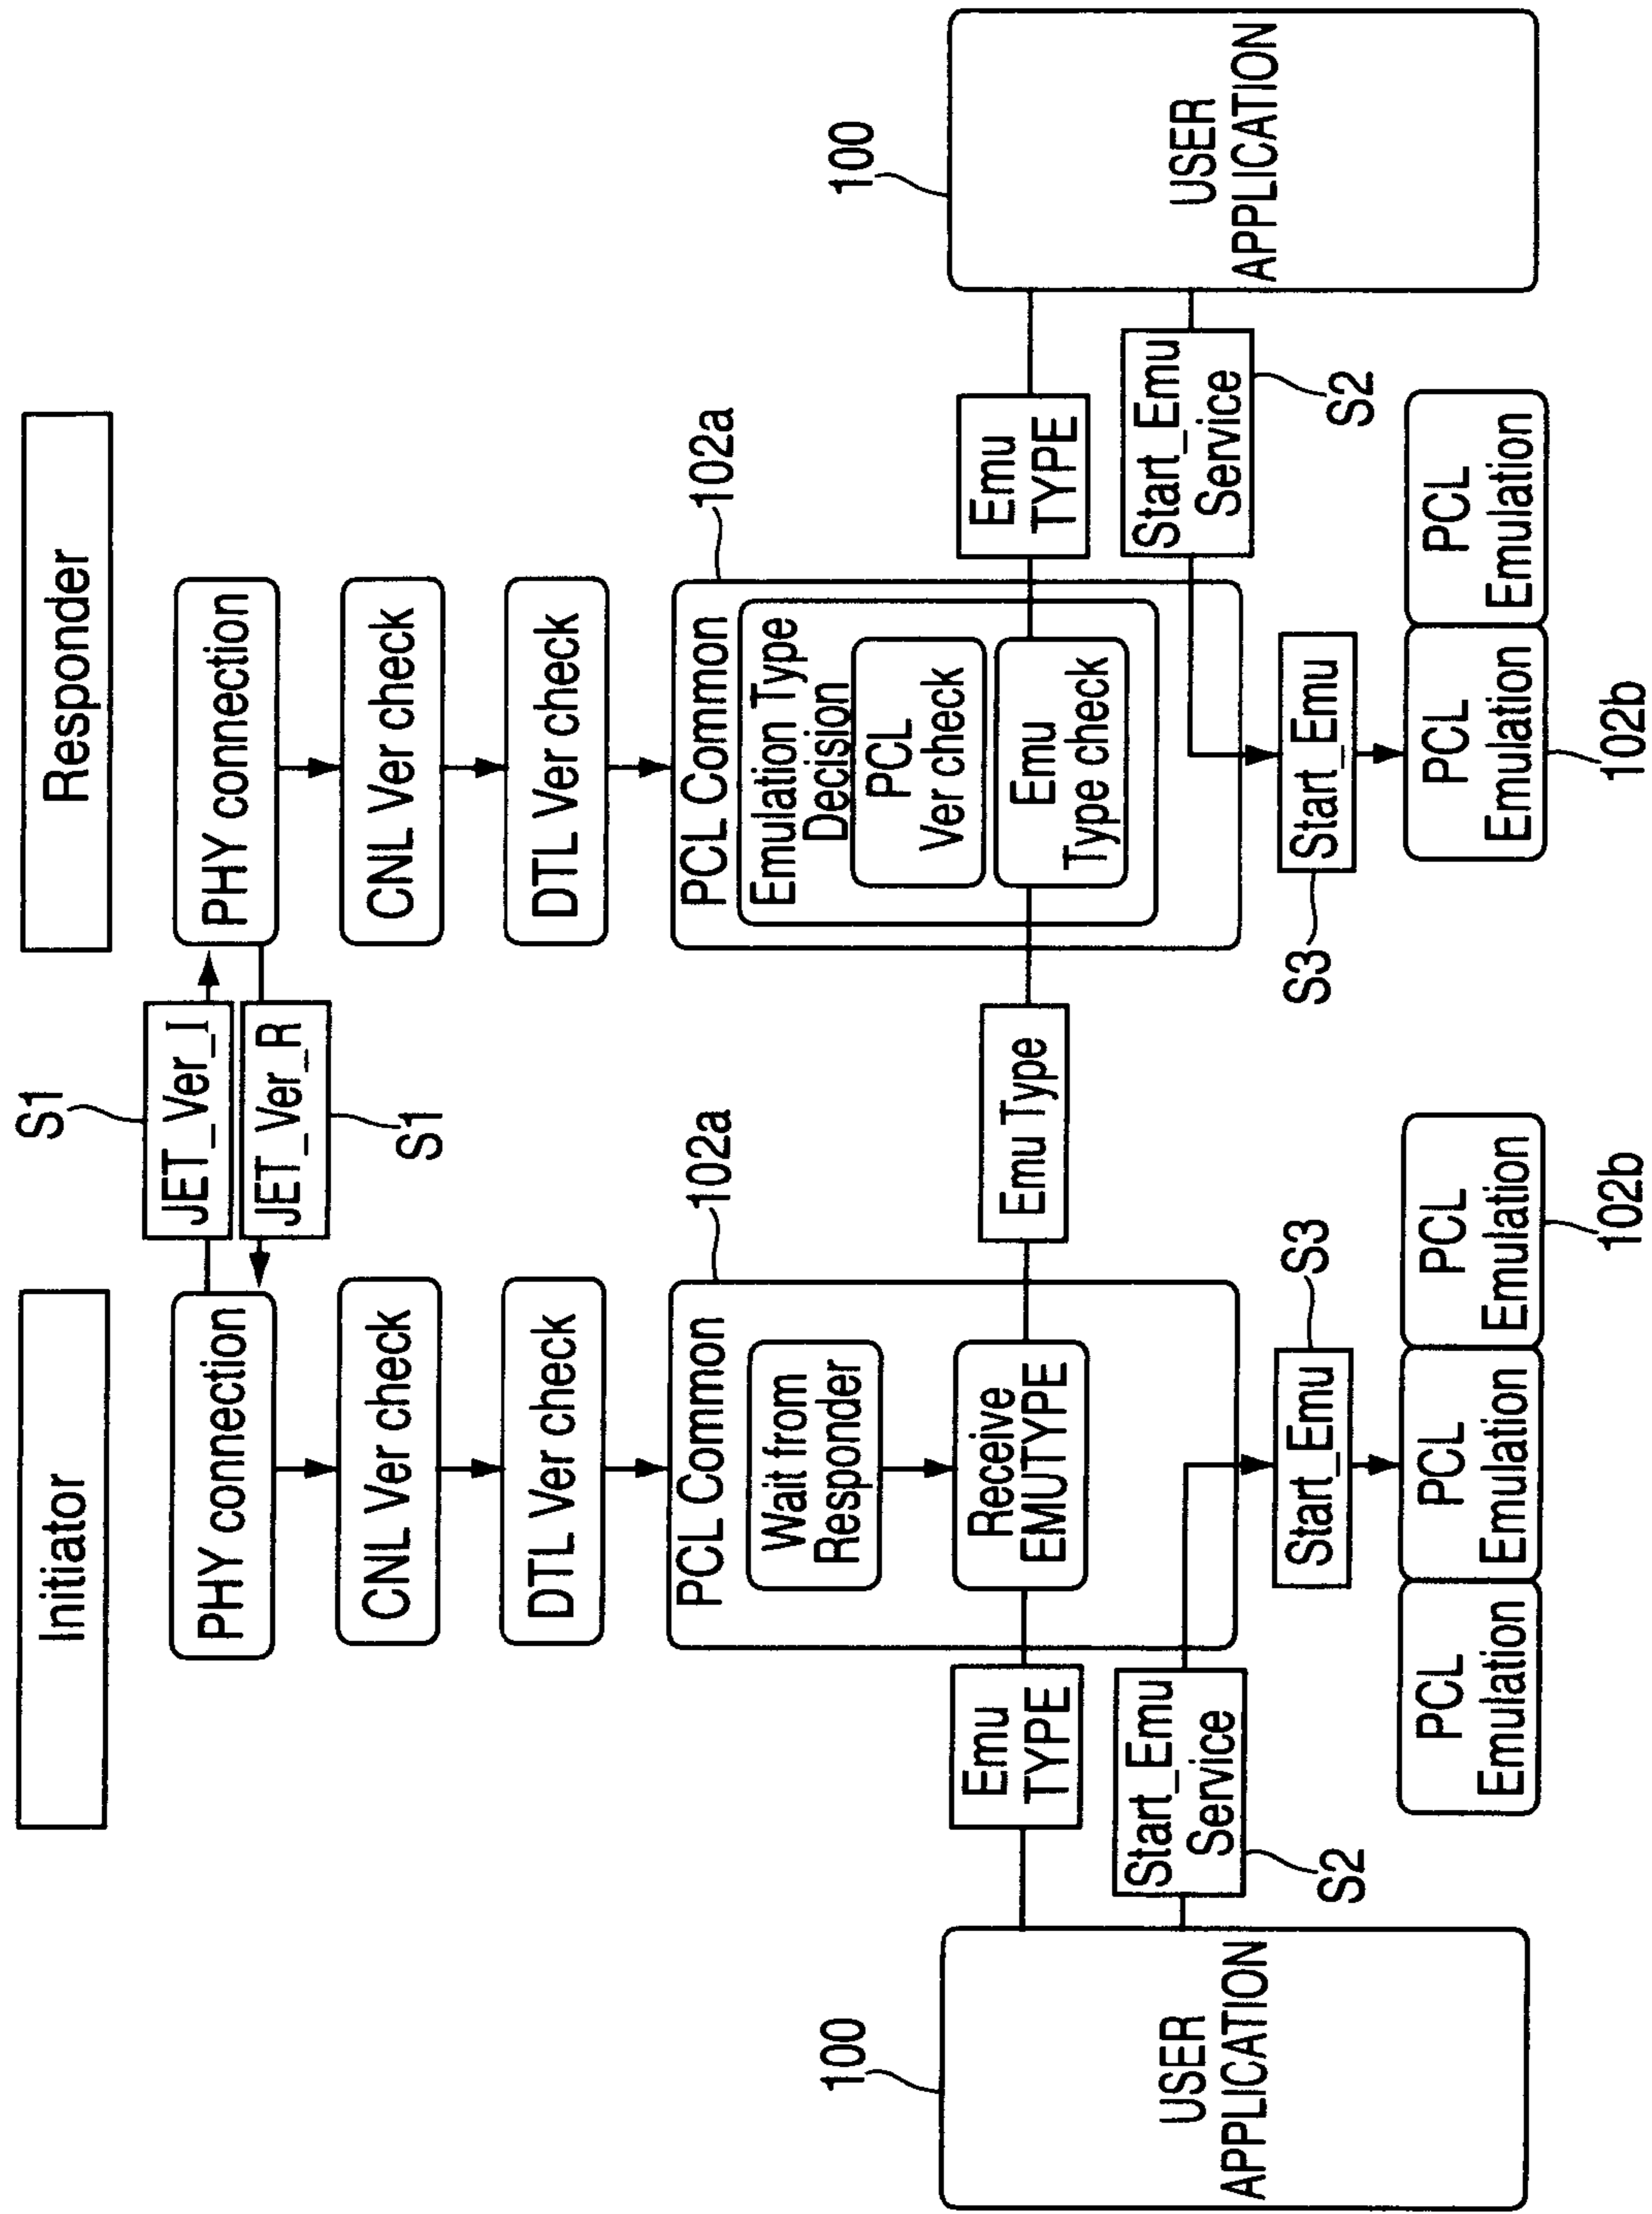 Initiator
Responder
S1
JET_Ver_I
JET_Ver_R
S1
PHY connection
PHY connection
CNL Ver check
CNL Ver check
DTL Ver check
DTL Ver check
102a
PCL Common
Wait from
Responder
Receive
EMUTYPE
102a
PCL Common
Emulation Type
Decision
PCL
Ver check
Emu
Type check
100
USER
APPLICATION
Emu
TYPE
Emu Type
Emu
TYPE
100
USER
APPLICATION
Start_Emu
Service
S2
Start_Emu
Service
S2
Start_Emu
S3
S3
Start_Emu
PCL
Emulation
PCL
Emulation
PCL
Emulation
102b
PCL
Emulation
PCL
Emulation
102b